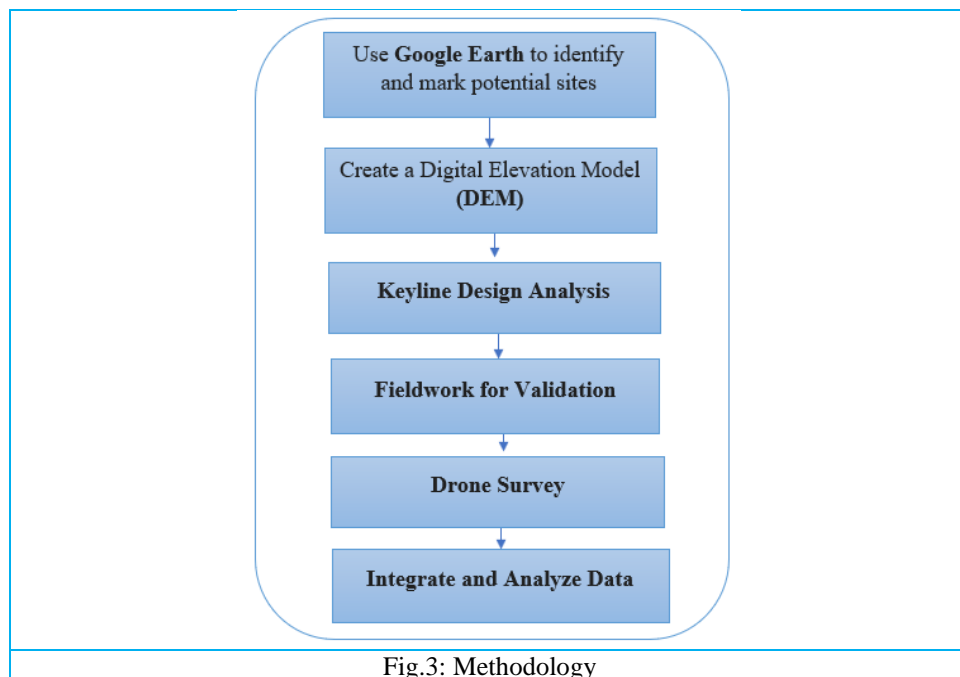 Use Google Earth to identify
and mark potential sites
Create a Digital Elevation Model
(DEM)
Keyline Design Analysis
Fieldwork for Validation
Drone Survey
Integrate and Analyze Data
Fig.3: Methodology